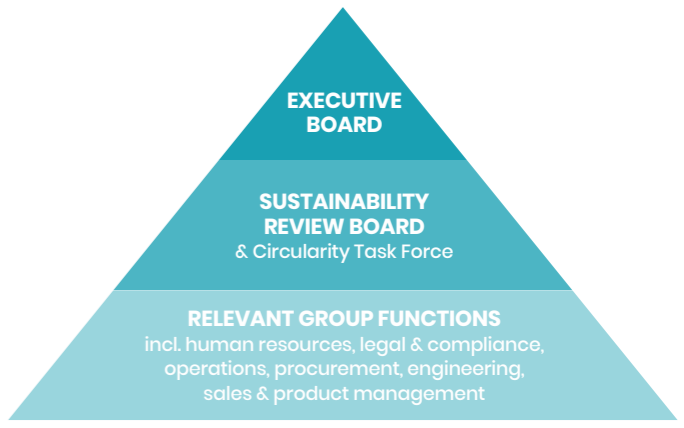 EXECUTIVE
BOARD
SUSTAINABILITY
REVIEW BOARD
& Circularity Task Force
RELEVANT GROUP FUNCTIONS
incl. human resources, legal & compliance,
operations, procurement, engineering,
sales & product management